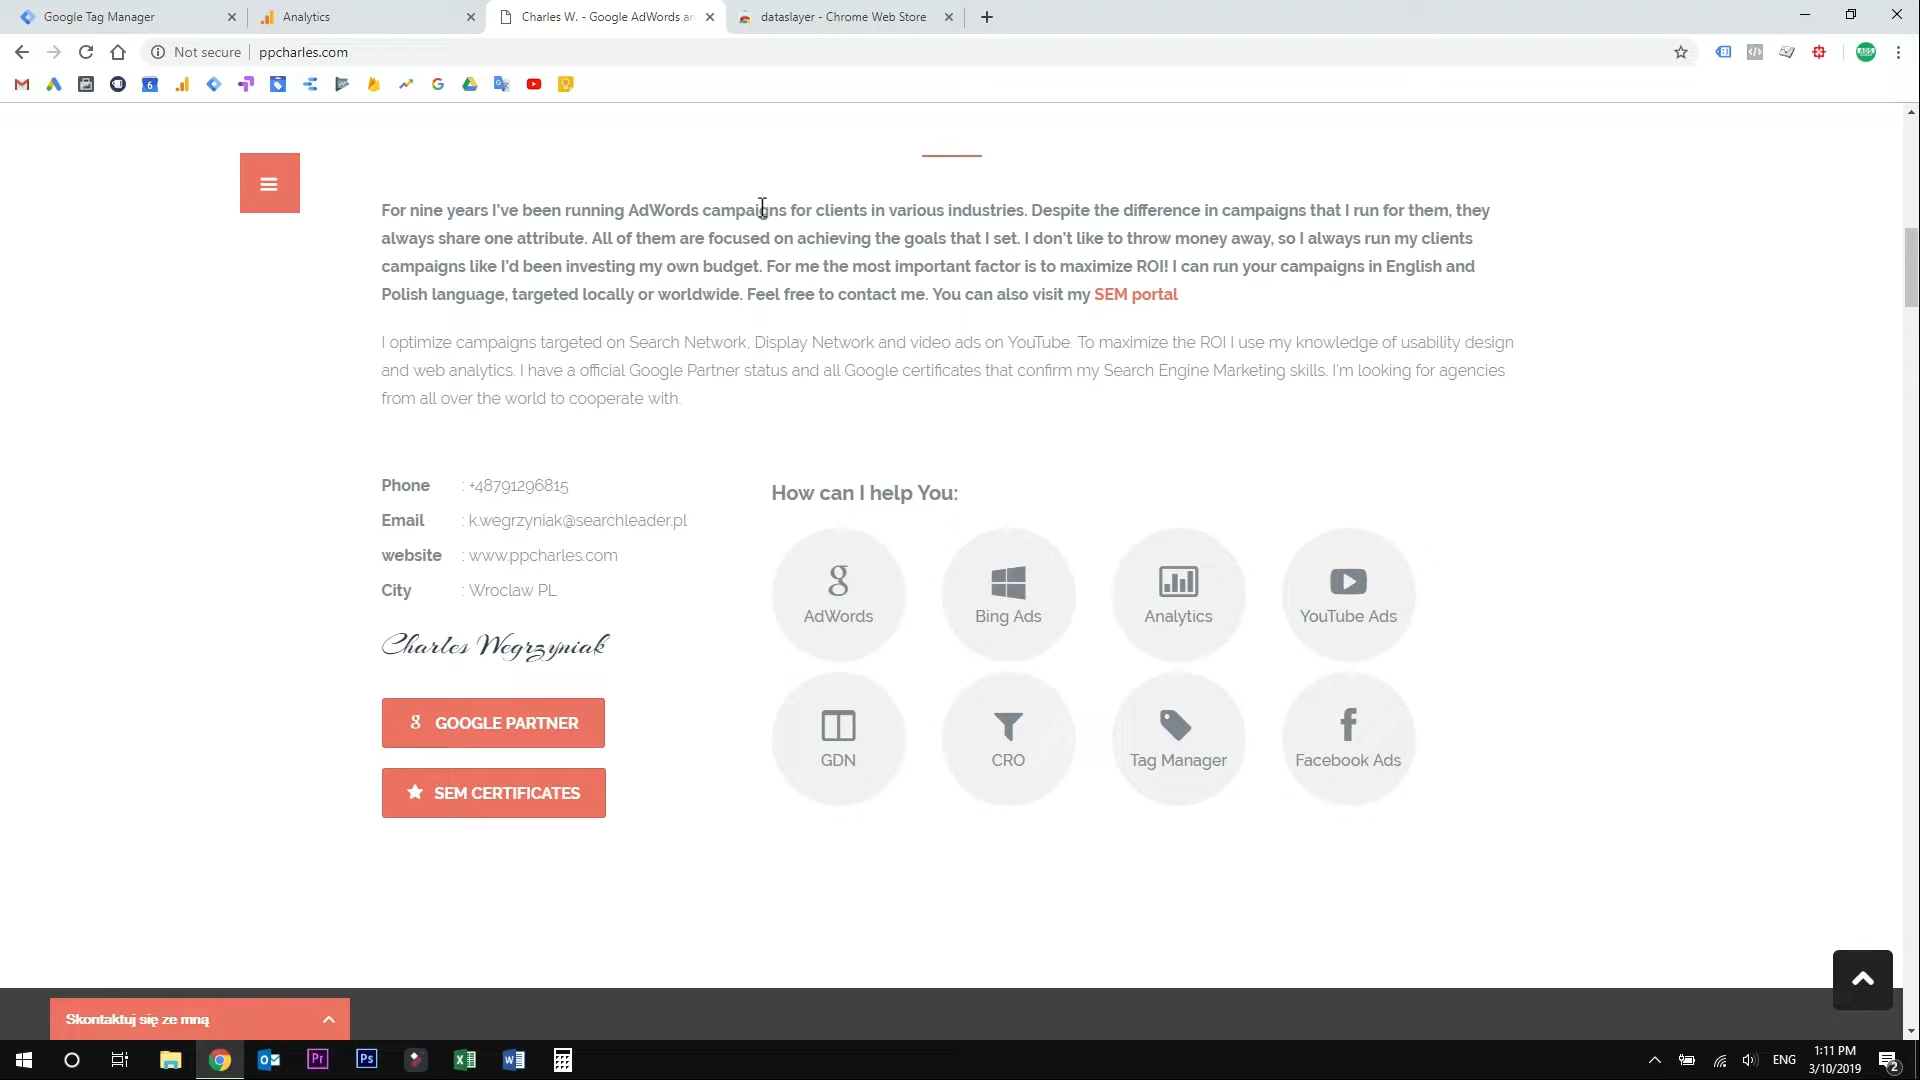 Google Tag Manager
Analytics
Charles W. - Google AdWords an
dataslayer - Chrome Web Store
Not secure
ppcharles.com
For nine years I've been running AdWords campaigns for clients in various industries. Despite the difference in campaigns that I run for them, they
always share one attribute. All of them are focused on achieving the goals that I set. I don't like to throw money away, so I always run my clients
campaigns like I'd been investing my own budget. For me the most important factor is to maximize ROI! I can run your campaigns in English and
Polish language, targeted locally or worldwide. Feel free to contact me. You can also visit my SEM portal
I optimize campaigns targeted on Search Network, Display Network and video ads on YouTube. To maximize the ROI I use my knowledge of usability design
and web analytics. I have a official Google Partner status and all Google certificates that confirm my Search Engine Marketing skills. I'm looking for agencies
from all over the world to cooperate with.
Phone : +48791296815
Email : k.wegrzyniak@searchleader.pl
website : www.ppcharles.com
City : Wroclaw PL
Charles Wegrzyniak
GOOGLE PARTNER
SEM CERTIFICATES
How can I help You:
AdWords
Bing Ads
Analytics
YouTube Ads
GDN
CRO
Tag Manager
Facebook Ads
Skontaktuj się ze mną
ENG
1:11 PM
3/10/2019
2